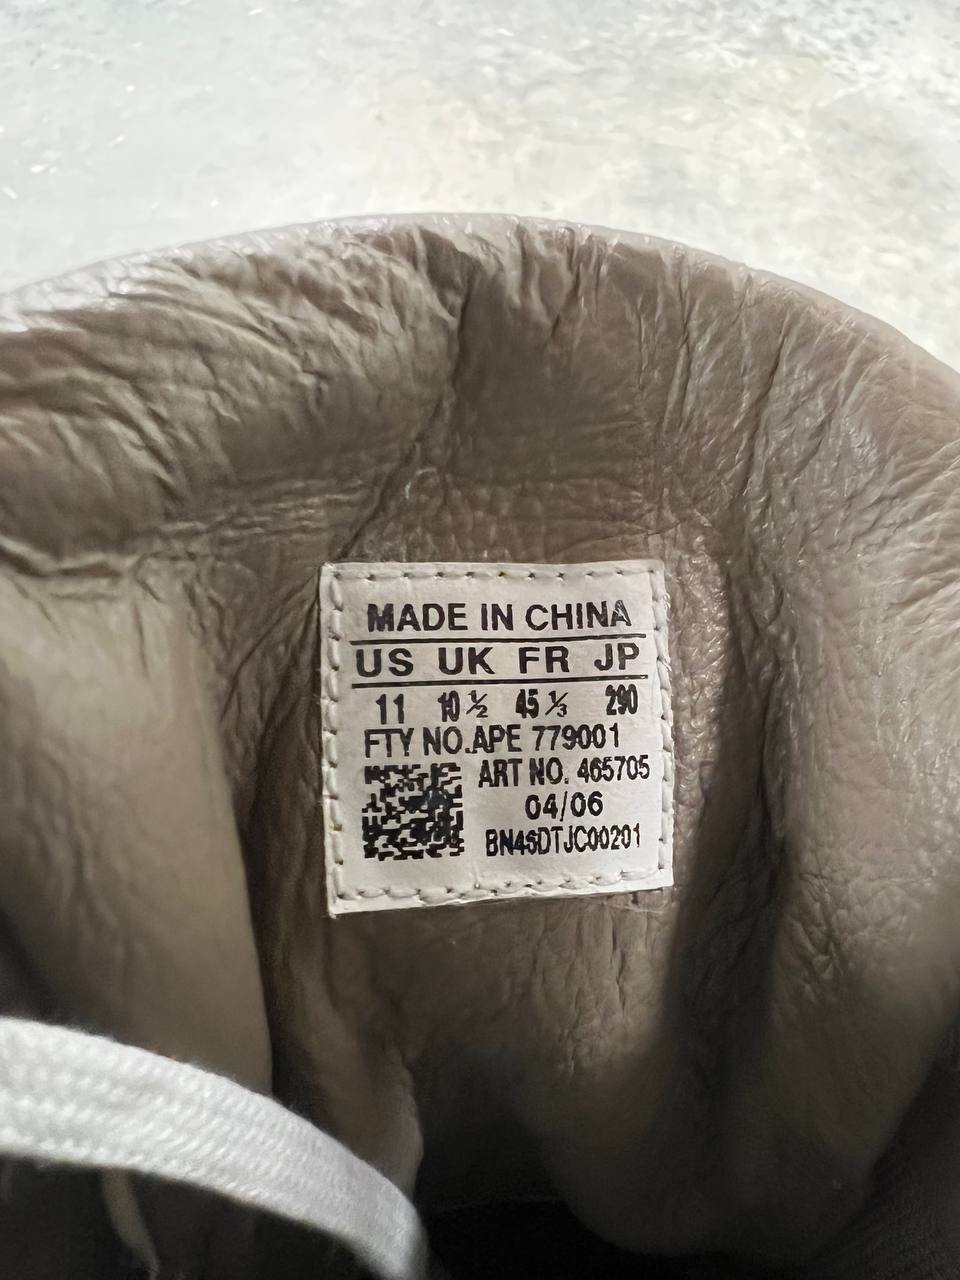 MADE IN CHINA
US UK FR JP
11 10 ½ 45 ⅓ 290
FTY NO.APE 779001
ART NO. 465705
04/06
BN46DTJC00201